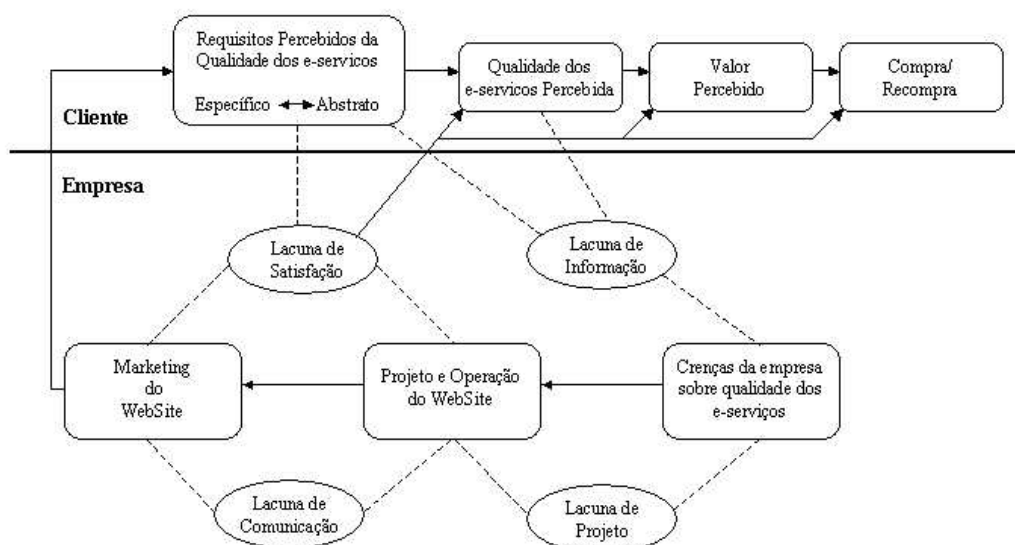 Requisitos Percebidos da
Qualidade dos e-servicos
Específico Abstrato
Qualidade dos
e-servicos Percebida
Valor
Percebido
Compra/
Recompra
Cliente
Empresa
Lacuna de
Satisfação
Lacuna de
Informação
Marketing
do
WebSite
Projeto e Operação
do WebSite
Crenças da empresa
sobre qualidade dos
e-serviços
Lacuna de
Comunicação
Lacuna de
Projeto